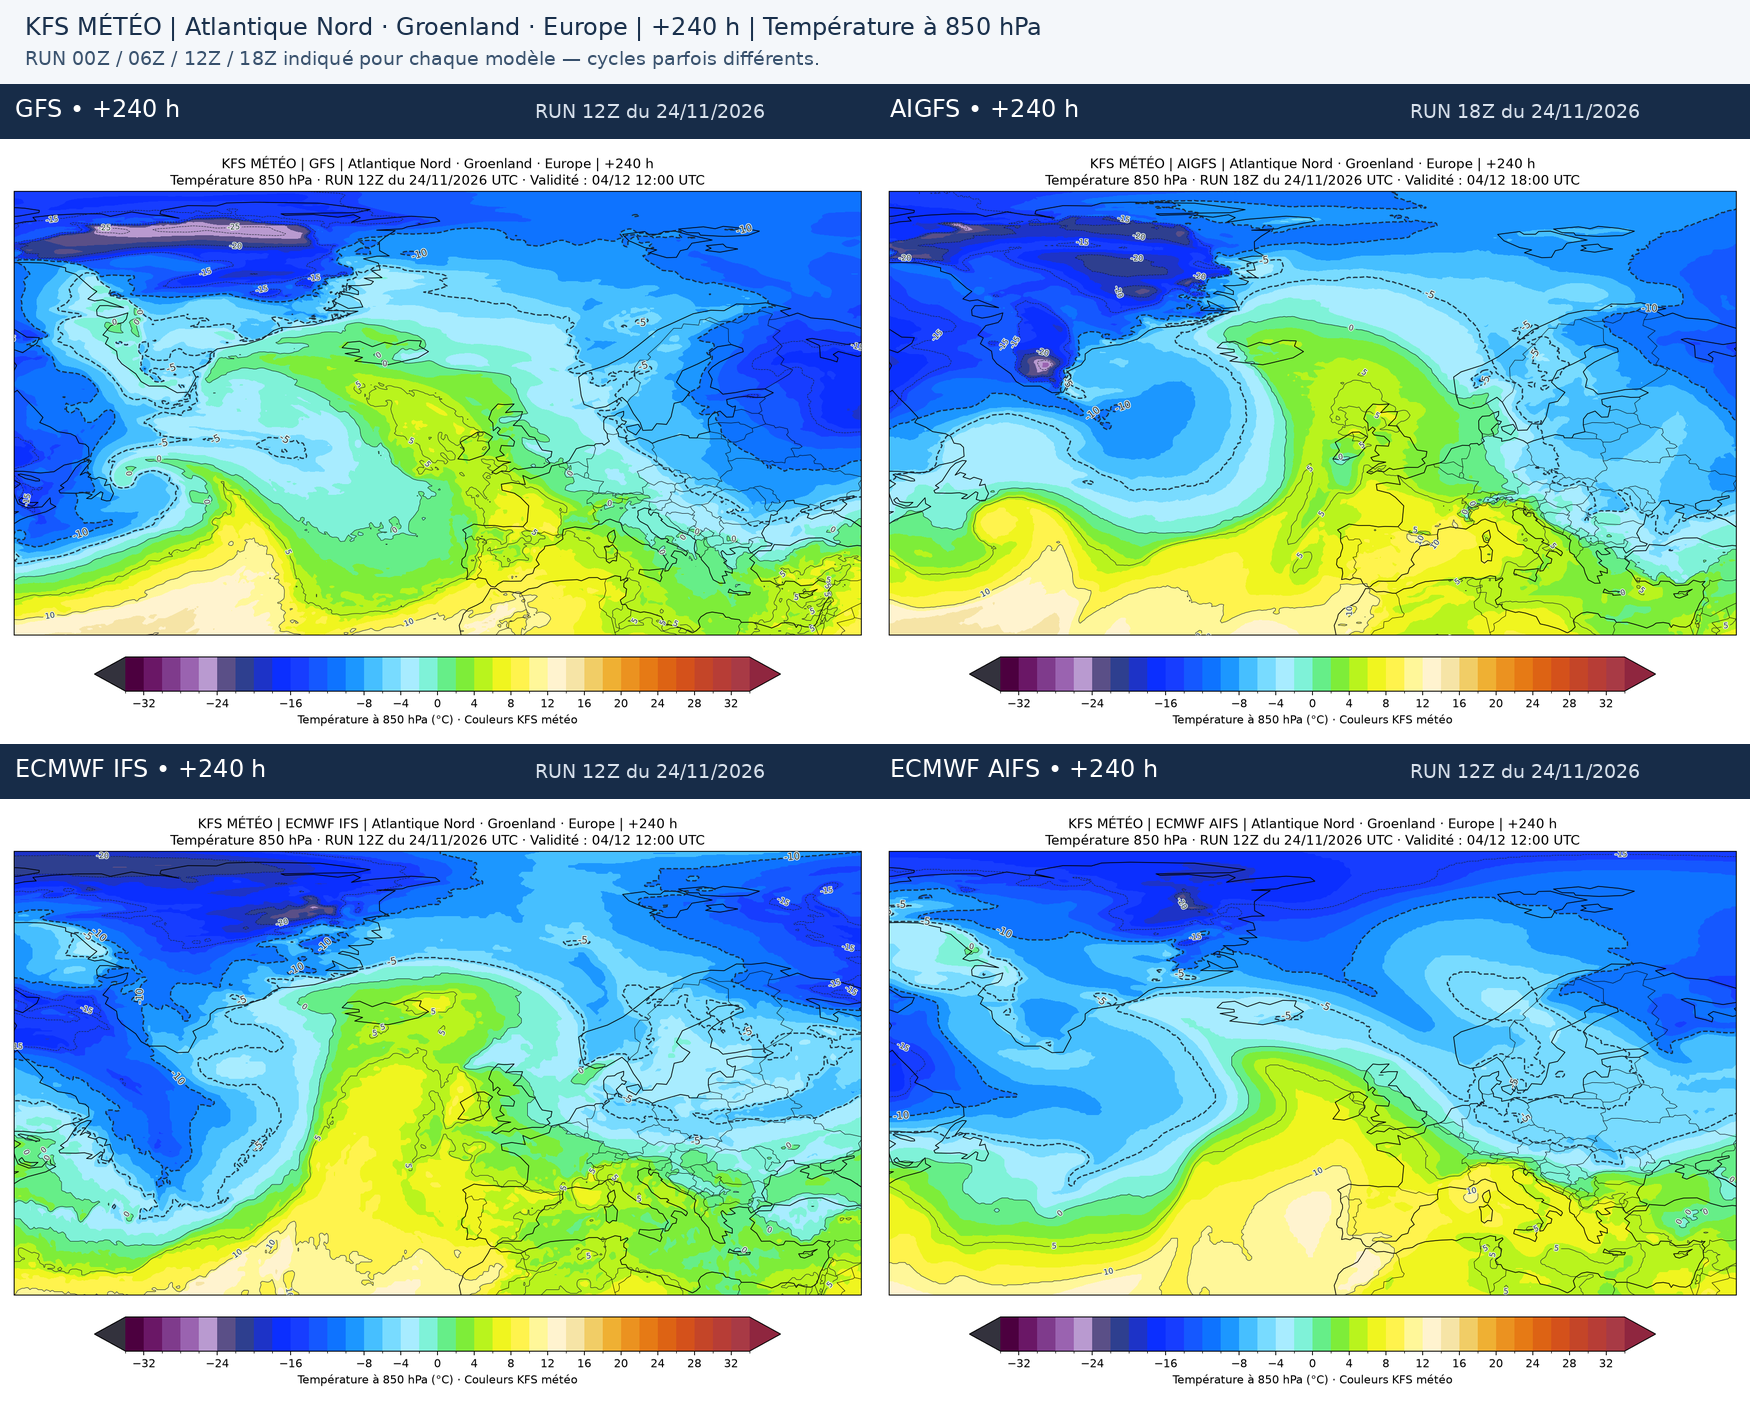 KFS MÉTÉO | Atlantique Nord · Groenland · Europe | +240 h | Température à 850 hPa
RUN 00Z / 06Z / 12Z / 18Z indiqué pour chaque modèle — cycles parfois différents.
GFS • +240 h
RUN 12Z du 24/11/2026
KFS MÉTÉO | GFS | Atlantique Nord · Groenland · Europe | +240 h
Température 850 hPa · RUN 12Z du 24/11/2026 UTC · Validité : 04/12 12:00 UTC
−32 −24 −16 −8 −4 0 4 8 12 16 20 24 28 32
Température à 850 hPa (°C) · Couleurs KFS météo
AIGFS • +240 h
RUN 18Z du 24/11/2026
KFS MÉTÉO | AIGFS | Atlantique Nord · Groenland · Europe | +240 h
Température 850 hPa · RUN 18Z du 24/11/2026 UTC · Validité : 04/12 18:00 UTC
−32 −24 −16 −8 −4 0 4 8 12 16 20 24 28 32
Température à 850 hPa (°C) · Couleurs KFS météo
ECMWF IFS • +240 h
RUN 12Z du 24/11/2026
KFS MÉTÉO | ECMWF IFS | Atlantique Nord · Groenland · Europe | +240 h
Température 850 hPa · RUN 12Z du 24/11/2026 UTC · Validité : 04/12 12:00 UTC
−32 −24 −16 −8 −4 0 4 8 12 16 20 24 28 32
Température à 850 hPa (°C) · Couleurs KFS météo
ECMWF AIFS • +240 h
RUN 12Z du 24/11/2026
KFS MÉTÉO | ECMWF AIFS | Atlantique Nord · Groenland · Europe | +240 h
Température 850 hPa · RUN 12Z du 24/11/2026 UTC · Validité : 04/12 12:00 UTC
−32 −24 −16 −8 −4 0 4 8 12 16 20 24 28 32
Température à 850 hPa (°C) · Couleurs KFS météo